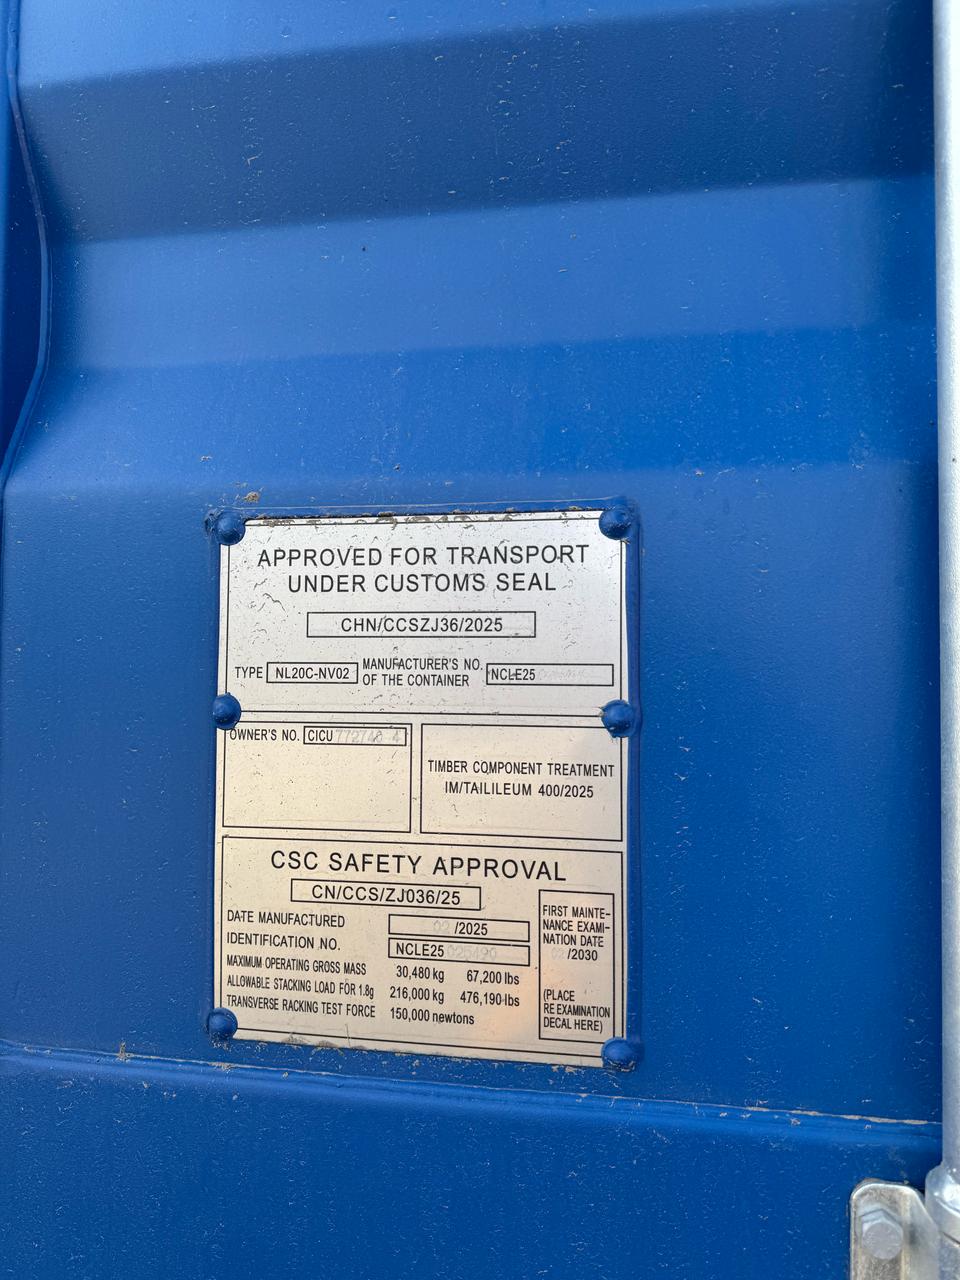 APPROVED FOR TRANSPORT
UNDER CUSTOMS SEAL
CHN/CCSZJ36/2025
TYPE NL20C-NV02 MANUFACTURER'S NO. OF THE CONTAINER NCLE25
OWNER'S NO. CICU
TIMBER COMPONENT TREATMENT
IM/TAILILEUM 400/2025
CSC SAFETY APPROVAL
CN/CCS/ZJ036/25
DATE MANUFACTURED /2025
IDENTIFICATION NO. NCLE25
MAXIMUM OPERATING GROSS MASS 30,480 kg 67,200 lbs
ALLOWABLE STACKING LOAD FOR 1.8g 216,000 kg 476,190 lbs
TRANSVERSE RACKING TEST FORCE 150,000 newtons
FIRST MAINTE-
NANCE EXAMI-
NATION DATE
/2030
(PLACE
RE EXAMINATION
DECAL HERE)